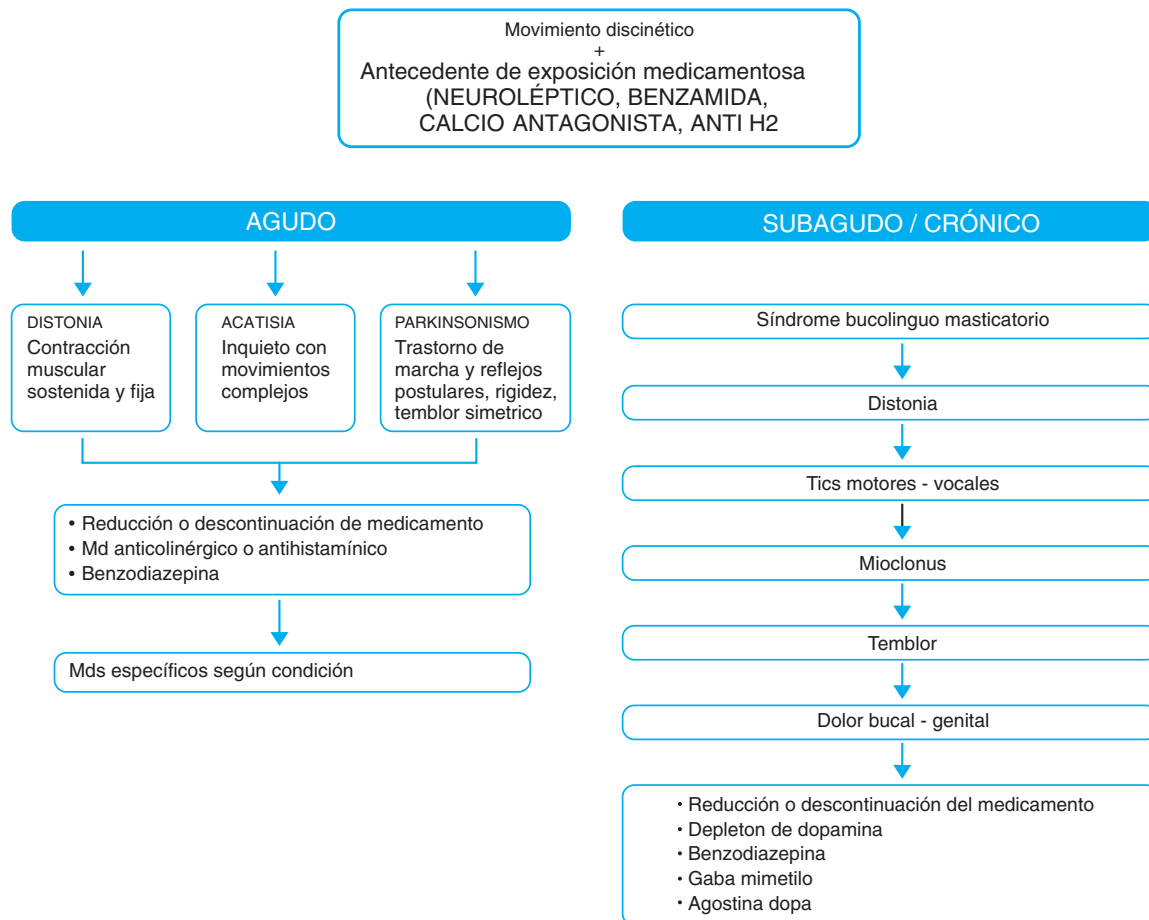 Movimiento discinético
+
Antecedente de exposición medicamentosa
(NEUROLÉPTICO, BENZAMIDA,
CALCIO ANTAGONISTA, ANTI H2
AGUDO
DISTONIA
Contracción
muscular
sostenida y fija
ACATISIA
Inquieto con
movimientos
complejos
PARKINSONISMO
Trastorno de
marcha y reflejos
postulares, rigidez,
temblor simetrico
• Reducción o descontinuación de medicamento
• Md anticolinérgico o antihistamínico
• Benzodiazepina
Mds específicos según condición
SUBAGUDO / CRÓNICO
Síndrome bucolinguo masticatorio
Distonia
Tics motores - vocales
Mioclonus
Temblor
Dolor bucal - genital
• Reducción o descontinuación del medicamento
• Depleton de dopamina
• Benzodiazepina
• Gaba mimetilo
• Agostina dopa